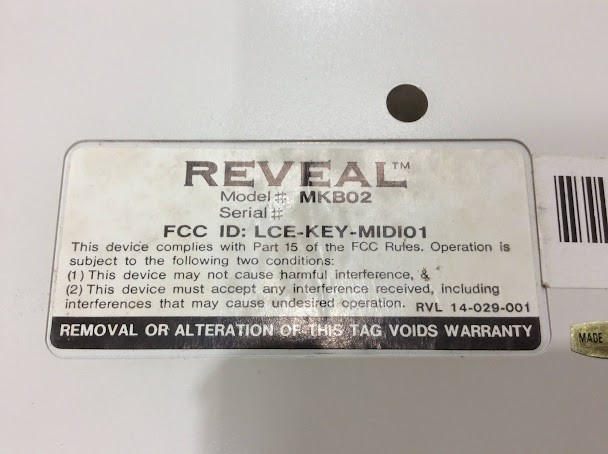 REVEAL™
Model# MKB02
Serial#
FCC ID: LCE-KEY-MIDI01
This device complies with Part 15 of the FCC Rules. Operation is
subject to the following two conditions:
(1) This device may not cause harmful interference, &
(2) This device must accept any interference received, including
interferences that may cause undesired operation. RVL 14-029-001
REMOVAL OR ALTERATION OF THIS TAG VOIDS WARRANTY
MADE